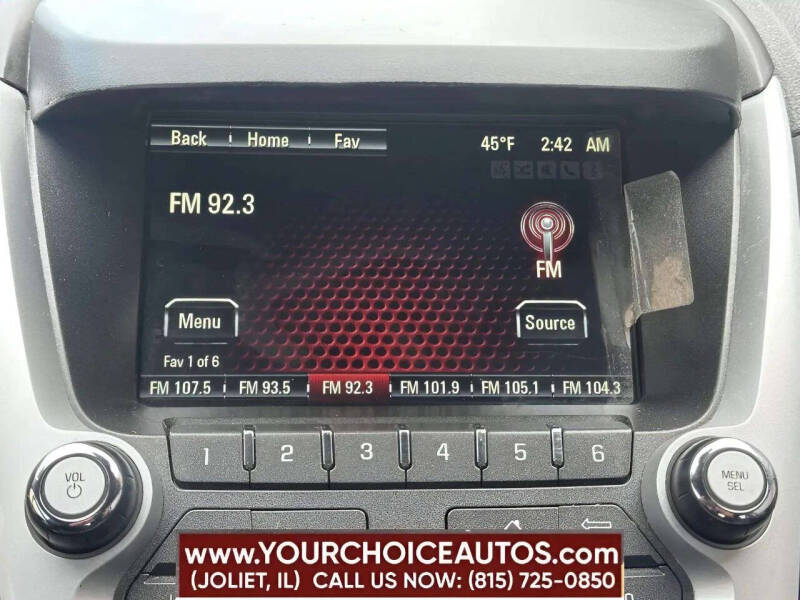 Back Home Fav 45°F 2:42 AM
FM 92.3
FM
Menu Source
Fav 1 of 6
FM 107.5 FM 93.5 FM 92.3 FM 101.9 FM 105.1 FM 104.3
1 2 3 4 5 6
VOL
MENU
SEL
www.YOURCHOICEAUTOS.com
(JOLIET, IL) CALL US NOW: (815) 725-0850